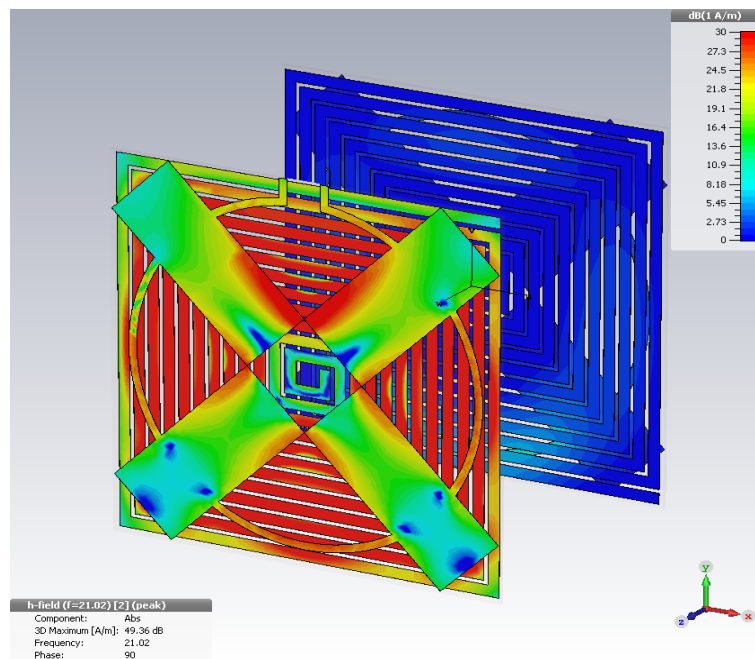 dB(1 A/m)
30
27.3
24.5
21.8
19.1
16.4
13.6
10.9
8.18
5.45
2.73
0
y
x
z
h-field (f=21.02) [2] (peak)
Component: Abs
3D Maximum [A/m]: 49.36 dB
Frequency: 21.02
Phase: 90